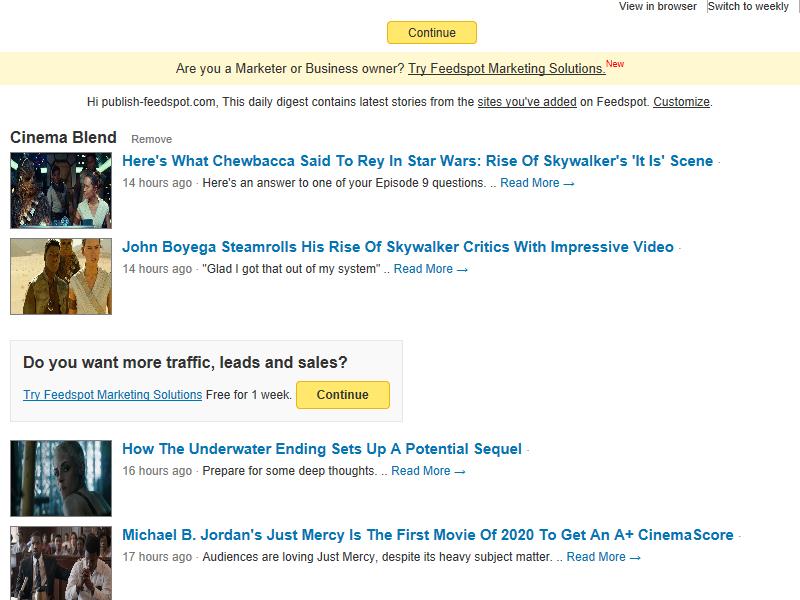 View in browser | Switch to weekly |
Continue
Are you a Marketer or Business owner? Try Feedspot Marketing Solutions. New
Hi publish-feedspot.com, This daily digest contains latest stories from the sites you've added on Feedspot. Customize.
Cinema Blend Remove
Here's What Chewbacca Said To Rey In Star Wars: Rise Of Skywalker's 'It Is' Scene ·
14 hours ago · Here's an answer to one of your Episode 9 questions. .. Read More →
John Boyega Steamrolls His Rise Of Skywalker Critics With Impressive Video ·
14 hours ago · "Glad I got that out of my system" .. Read More →
Do you want more traffic, leads and sales?
Try Feedspot Marketing Solutions Free for 1 week. Continue
How The Underwater Ending Sets Up A Potential Sequel ·
16 hours ago · Prepare for some deep thoughts. .. Read More →
Michael B. Jordan's Just Mercy Is The First Movie Of 2020 To Get An A+ CinemaScore ·
17 hours ago · Audiences are loving Just Mercy, despite its heavy subject matter. .. Read More →